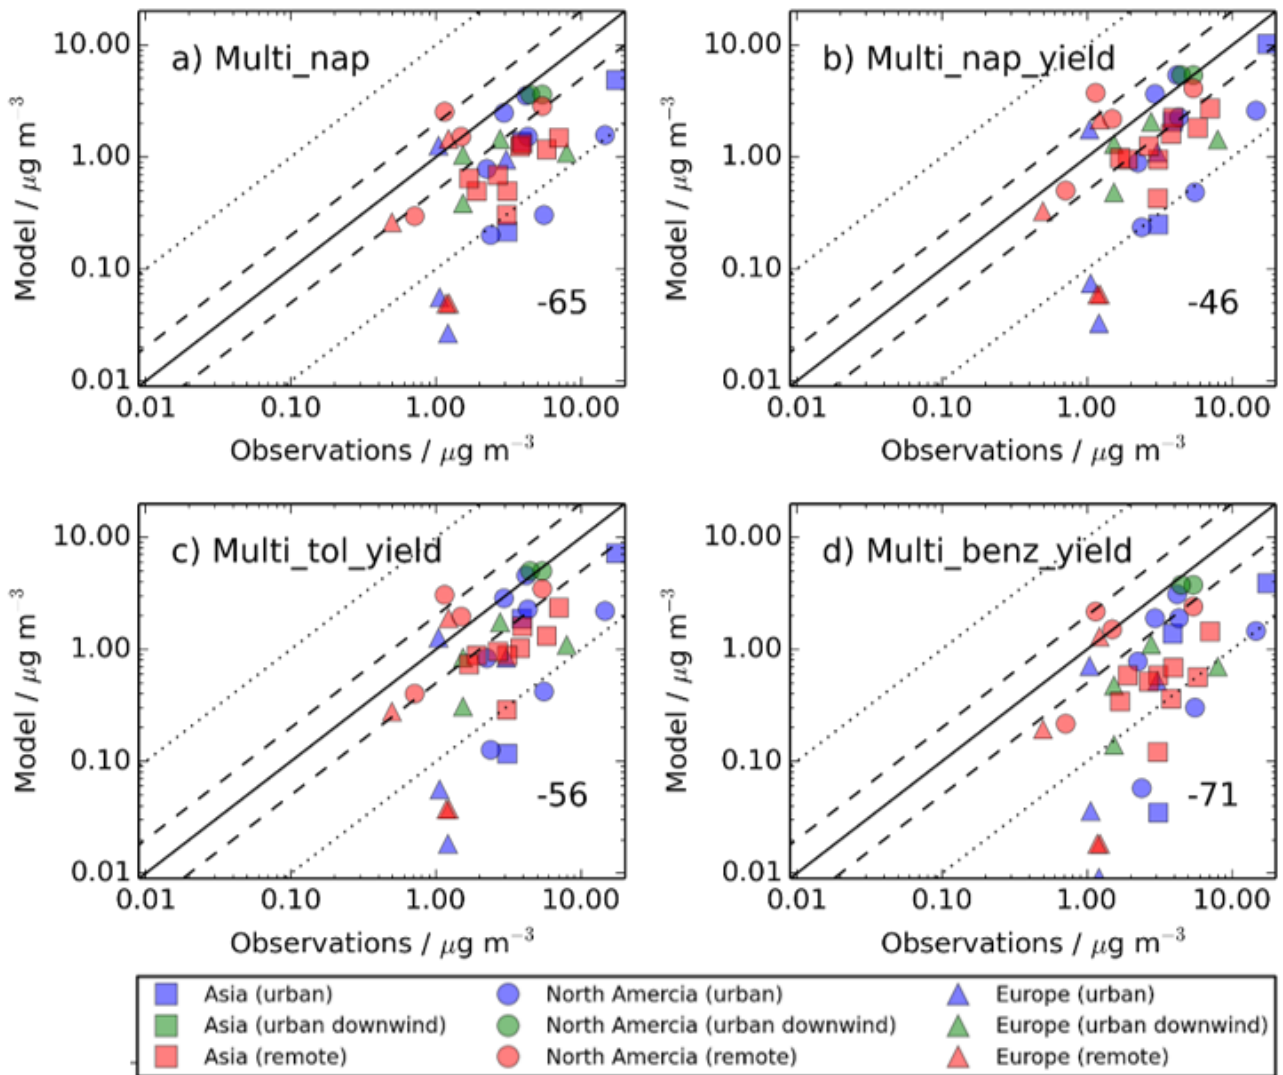 a) Multi_nap
10.00
1.00
0.10
0.01
Model / μg m⁻³
-65
0.01 0.10 1.00 10.00
Observations / μg m⁻³
b) Multi_nap_yield
10.00
1.00
0.10
0.01
Model / μg m⁻³
-46
0.01 0.10 1.00 10.00
Observations / μg m⁻³
c) Multi_tol_yield
10.00
1.00
0.10
0.01
Model / μg m⁻³
-56
0.01 0.10 1.00 10.00
Observations / μg m⁻³
d) Multi_benz_yield
10.00
1.00
0.10
0.01
Model / μg m⁻³
-71
0.01 0.10 1.00 10.00
Observations / μg m⁻³
Asia (urban) North Amercia (urban) Europe (urban)
Asia (urban downwind) North Amercia (urban downwind) Europe (urban downwind)
Asia (remote) North Amercia (remote) Europe (remote)